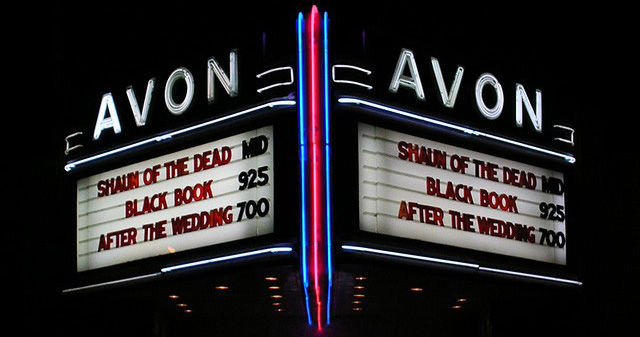 AVON
SHAUN OF THE DEAD MID
BLACK BOOK 925
AFTER THE WEDDING 700
AVON
SHAUN OF THE DEAD MID
BLACK BOOK 925
AFTER THE WEDDING 700